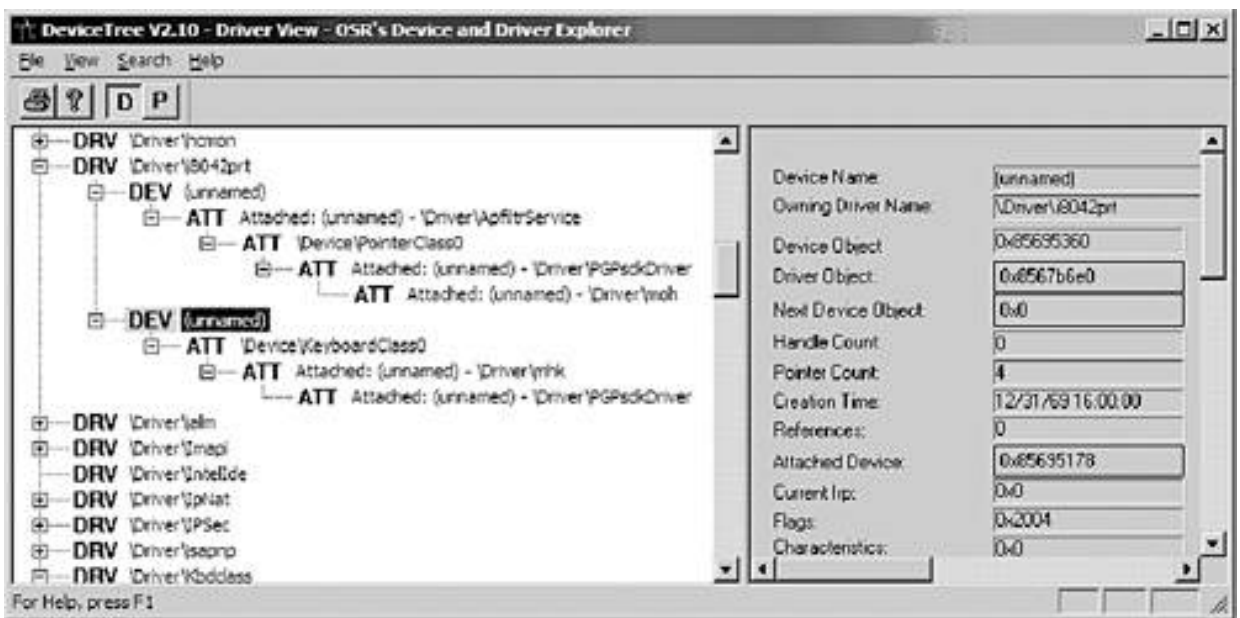 DeviceTree V2.10 - Driver View - OSR's Device and Driver Explorer
File View Search Help
D P
DRV \Driver\hcmon
DRV \Driver\i8042prt
DEV (unnamed)
ATT Attached: (unnamed) - \Driver\ApfiltrService
ATT \Device\PointerClass0
ATT Attached: (unnamed) - \Driver\PGPsdkDriver
ATT Attached: (unnamed) - \Driver\moh
DEV (unnamed)
ATT \Device\KeyboardClass0
ATT Attached: (unnamed) - \Driver\mhk
ATT Attached: (unnamed) - \Driver\PGPsdkDriver
DRV \Driver\ialm
DRV \Driver\Imapi
DRV \Driver\IntelIde
DRV \Driver\IpNat
DRV \Driver\IPSec
DRV \Driver\isapnp
DRV \Driver\Kbdclass
Device Name: (unnamed)
Owning Driver Name: \Driver\i8042prt
Device Object: 0x85695360
Driver Object: 0x8567b6e0
Next Device Object: 0x0
Handle Count: 0
Pointer Count: 4
Creation Time: 12/31/69 16:00:00
References: 0
Attached Device: 0x85695178
Current Irp: 0x0
Flags: 0x2004
Characteristics: 0x0
For Help, press F1